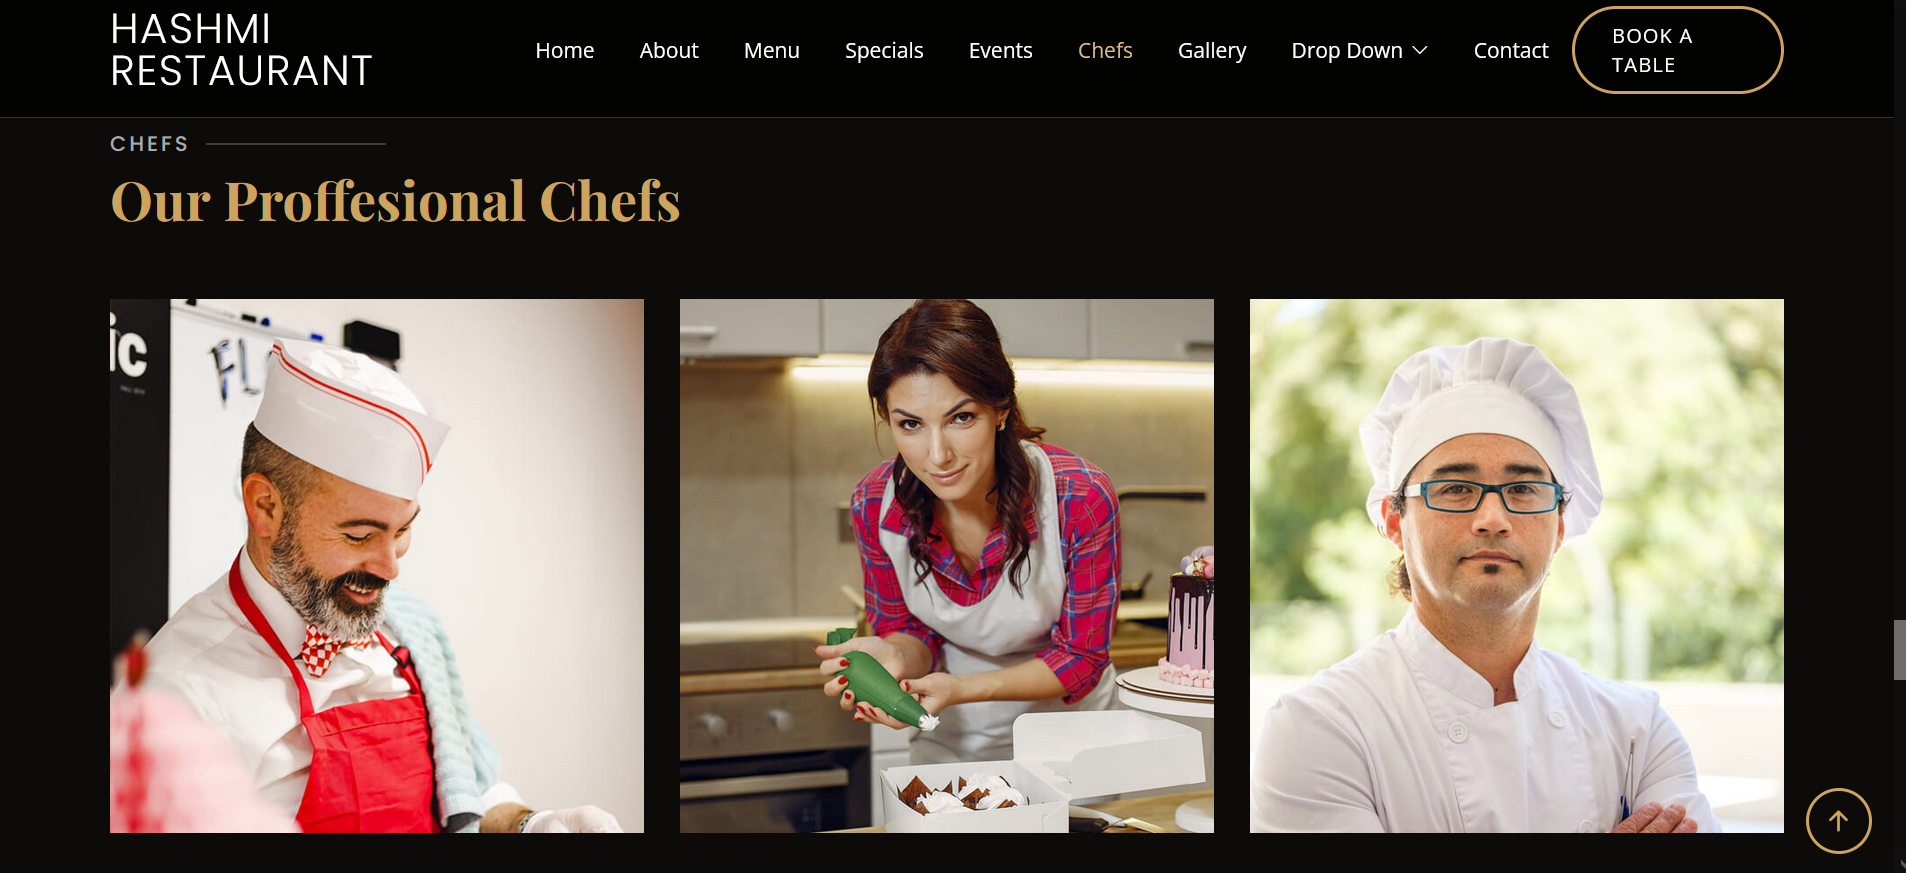 HASHMI
RESTAURANT
Home About Menu Specials Events Chefs Gallery Drop Down Contact
BOOK A
TABLE
CHEFS
Our Proffesional Chefs
ic
FL